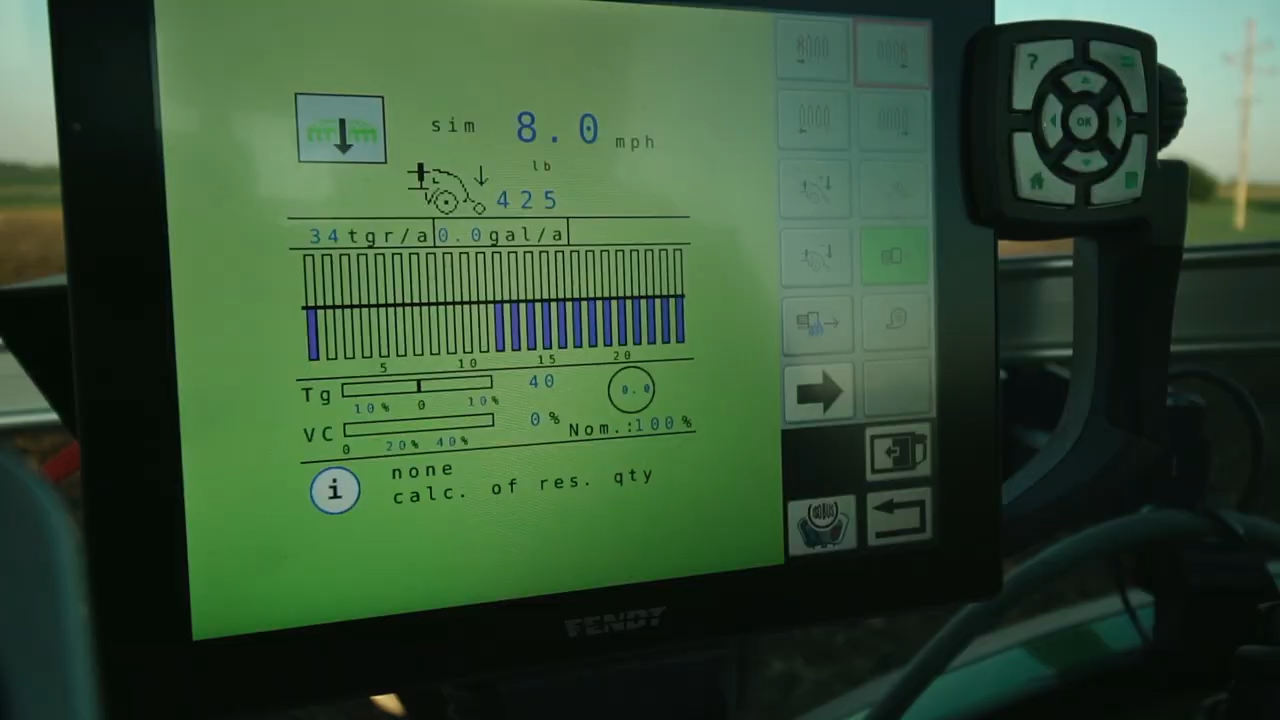 sim 8.0 mph
lb
425
34tgr/a 0.0gal/a
5 10 15 20
Tg 40 0.0
10% 0 10%
VC 0% Nom.:100%
0 20% 40%
i none
calc. of res. qty
FENDT
?
OK
ISOBUS